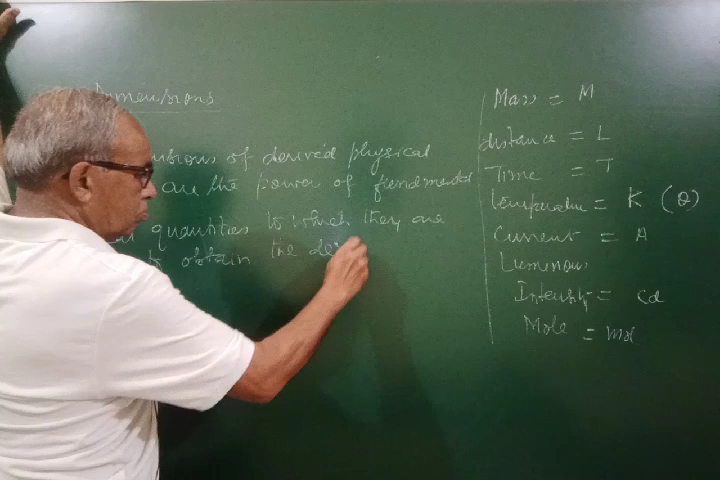 Dimensions
of derived physical
are the power of fundamental
quantities to which they are
to obtain the
Mass = M
distance = L
Time = T
Temperature = K (θ)
Current = A
Luminous
Intensity = cd
Mole = mol